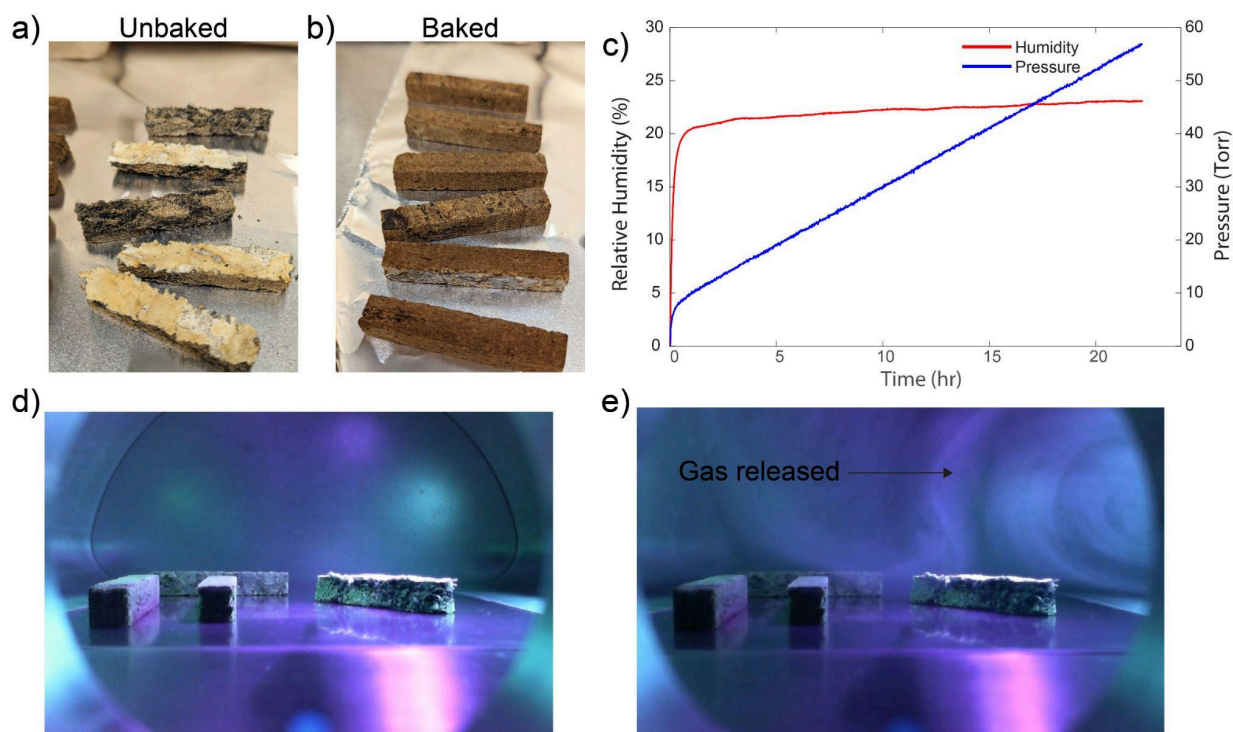 a)
Unbaked
b)
Baked
c)
30
25
20
15
10
5
0
Relative Humidity (%)
Humidity
Pressure
60
50
40
30
20
10
0
Pressure (Torr)
0
5
10
15
20
Time (hr)
d)
e)
Gas released